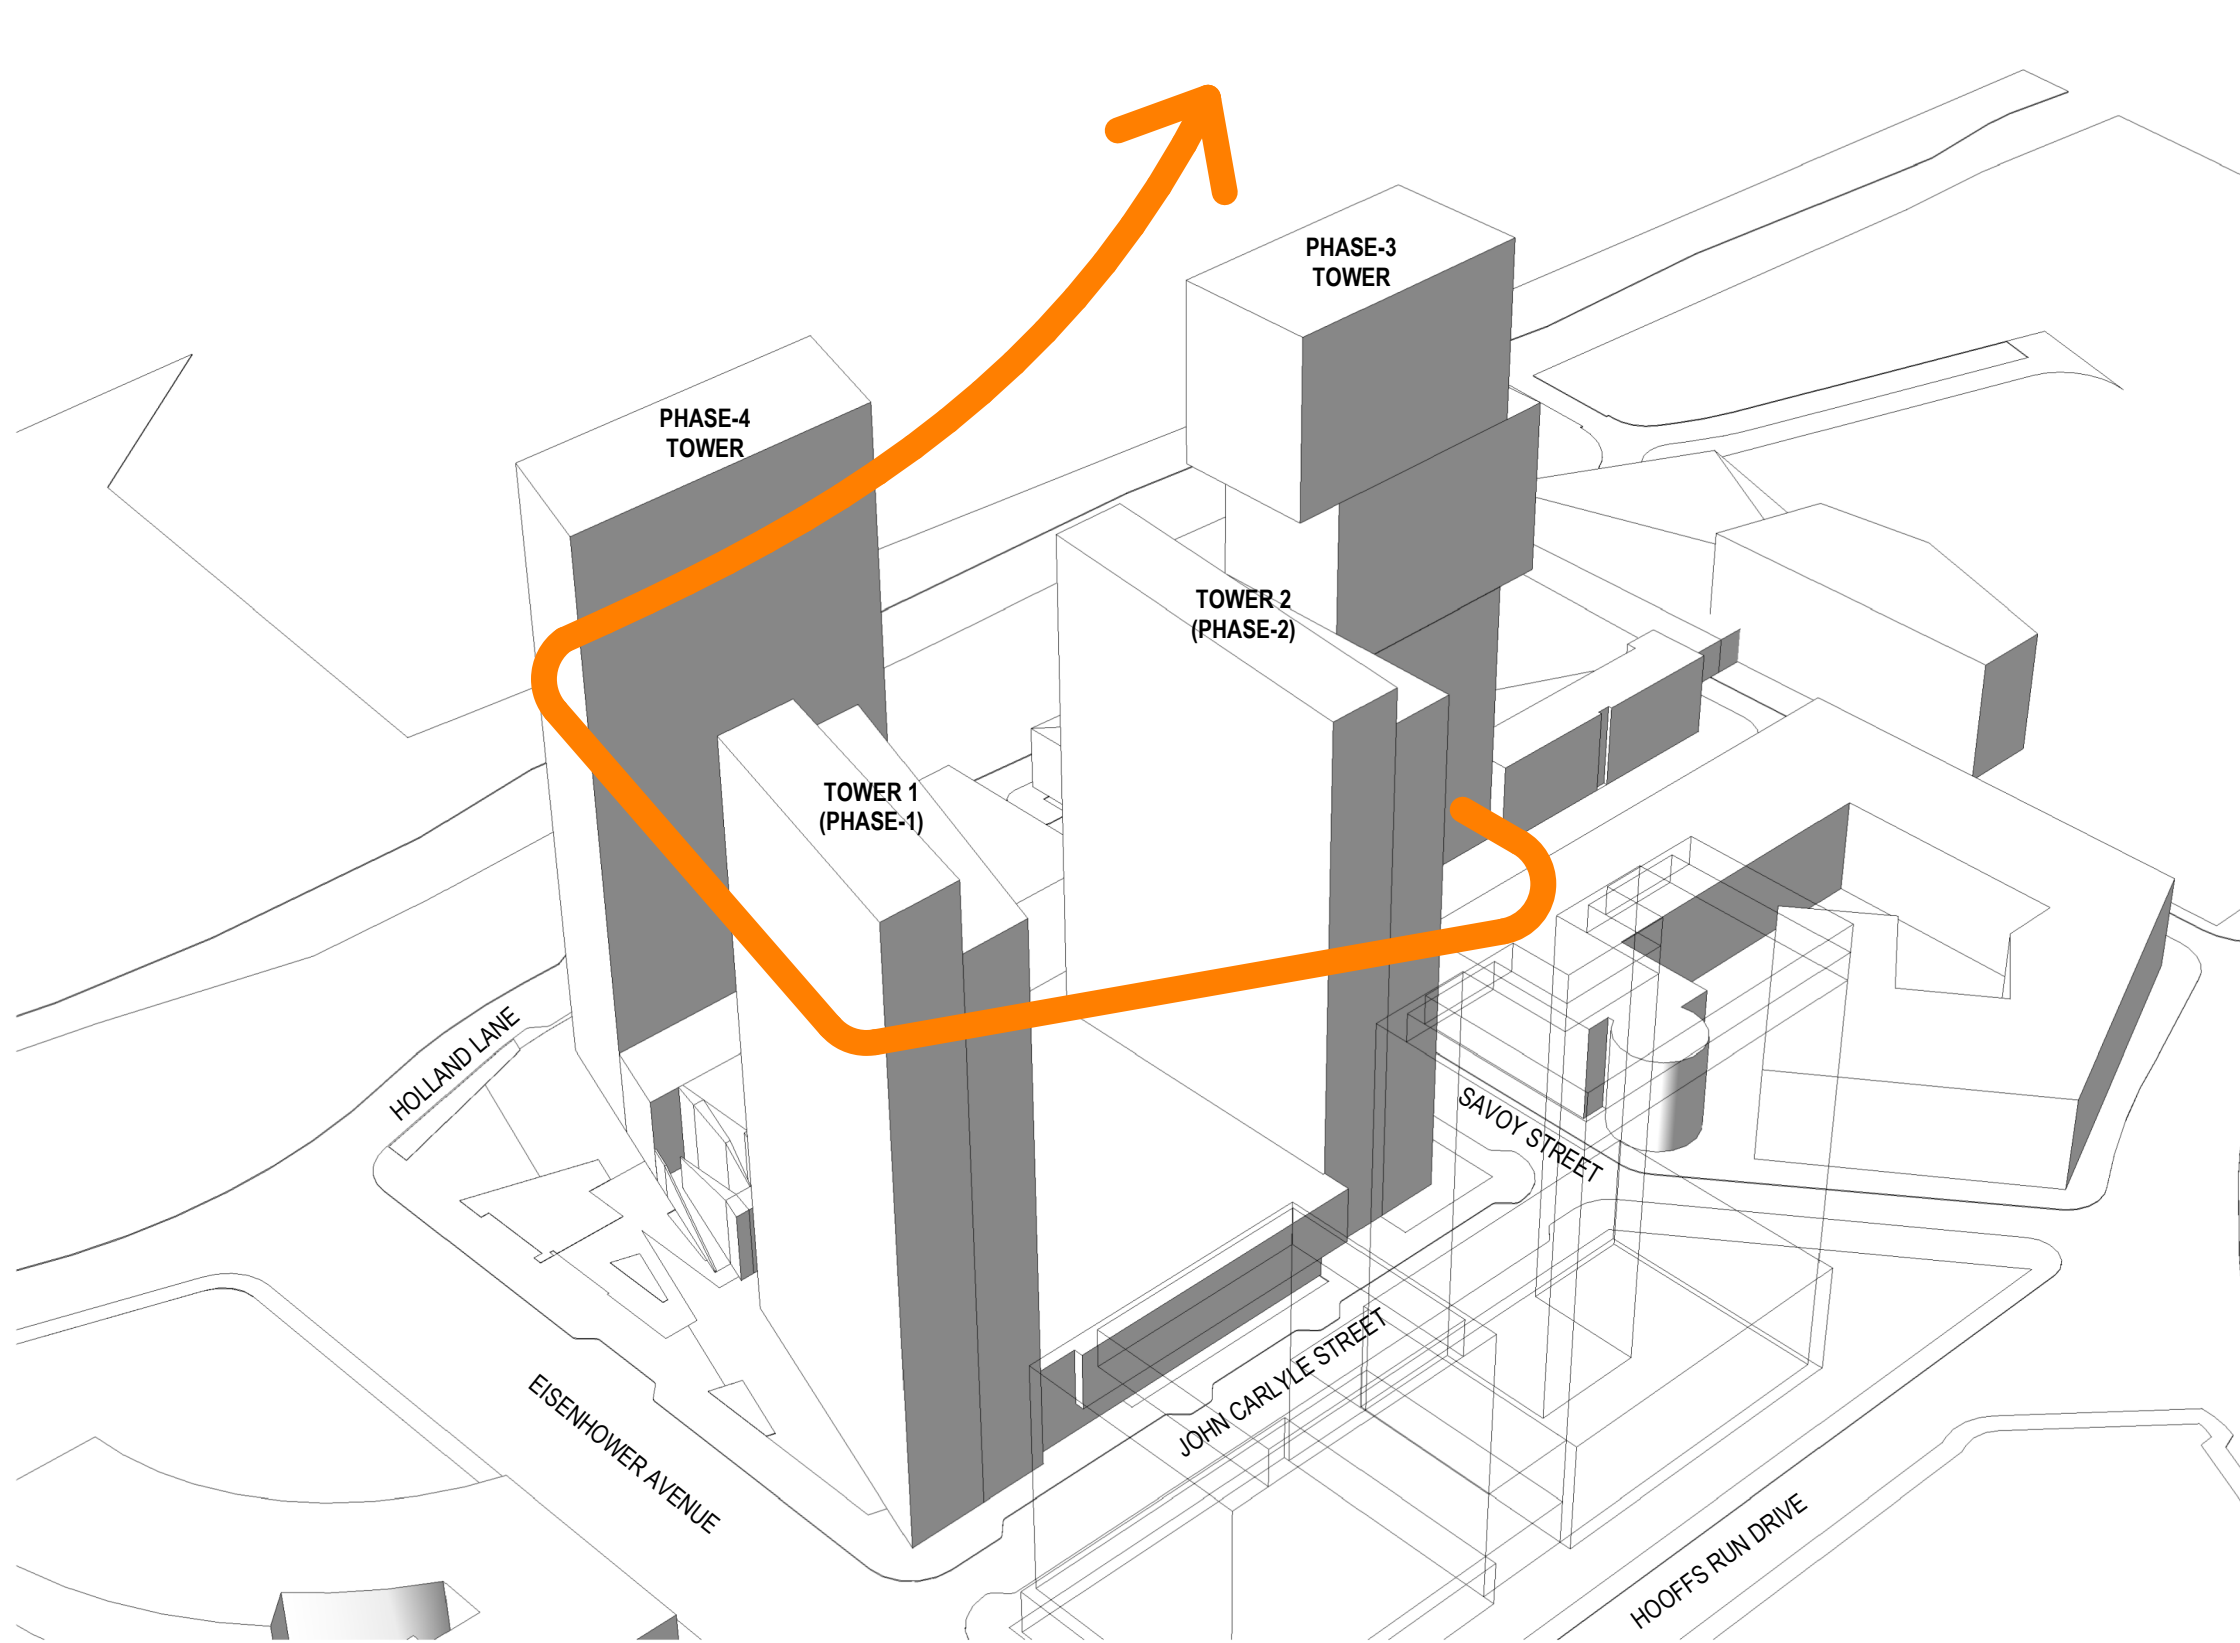 PHASE-3
TOWER
PHASE-4
TOWER
TOWER 2
(PHASE-2)
TOWER 1
(PHASE-1)
HOLLAND LANE
SAVOY STREET
EISENHOWER AVENUE
JOHN CARLYLE STREET
HOOFFS RUN DRIVE